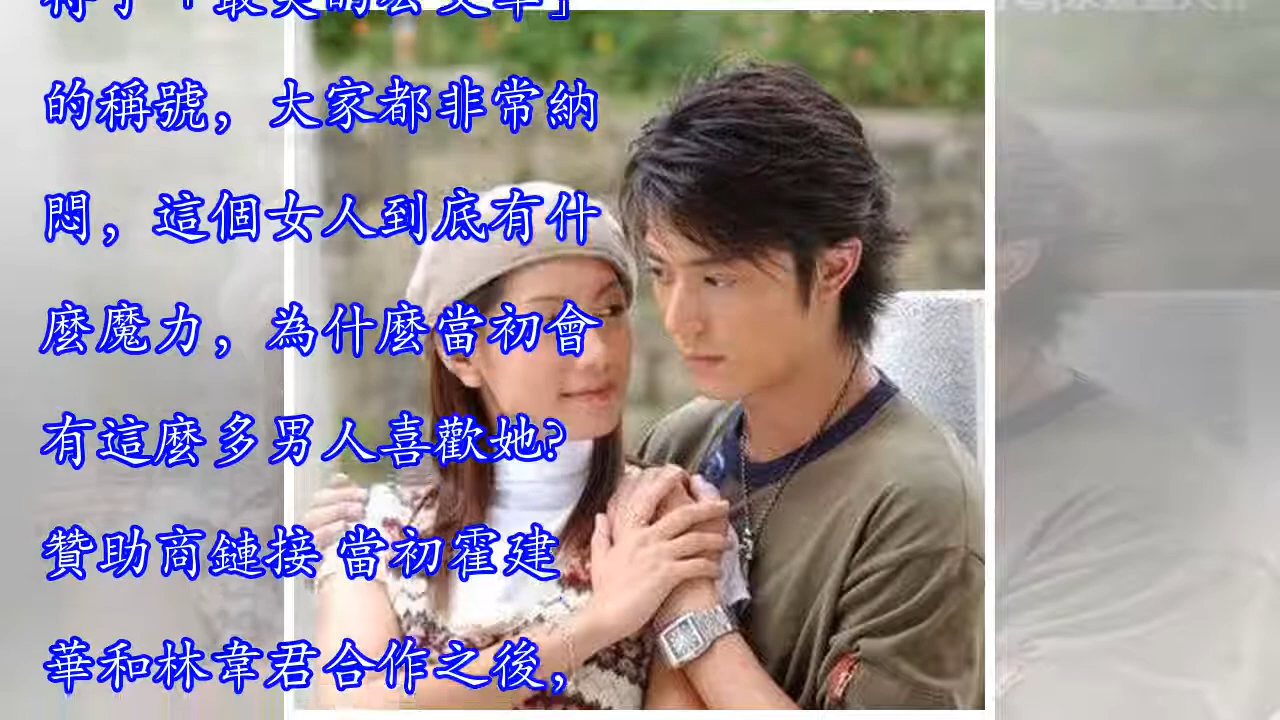 的稱號，大家都非常納
悶，這個女人到底有什
麼魔力，為什麼當初會
有這麼多男人喜歡她?
贊助商鏈接 當初霍建
華和林韋君合作之後，